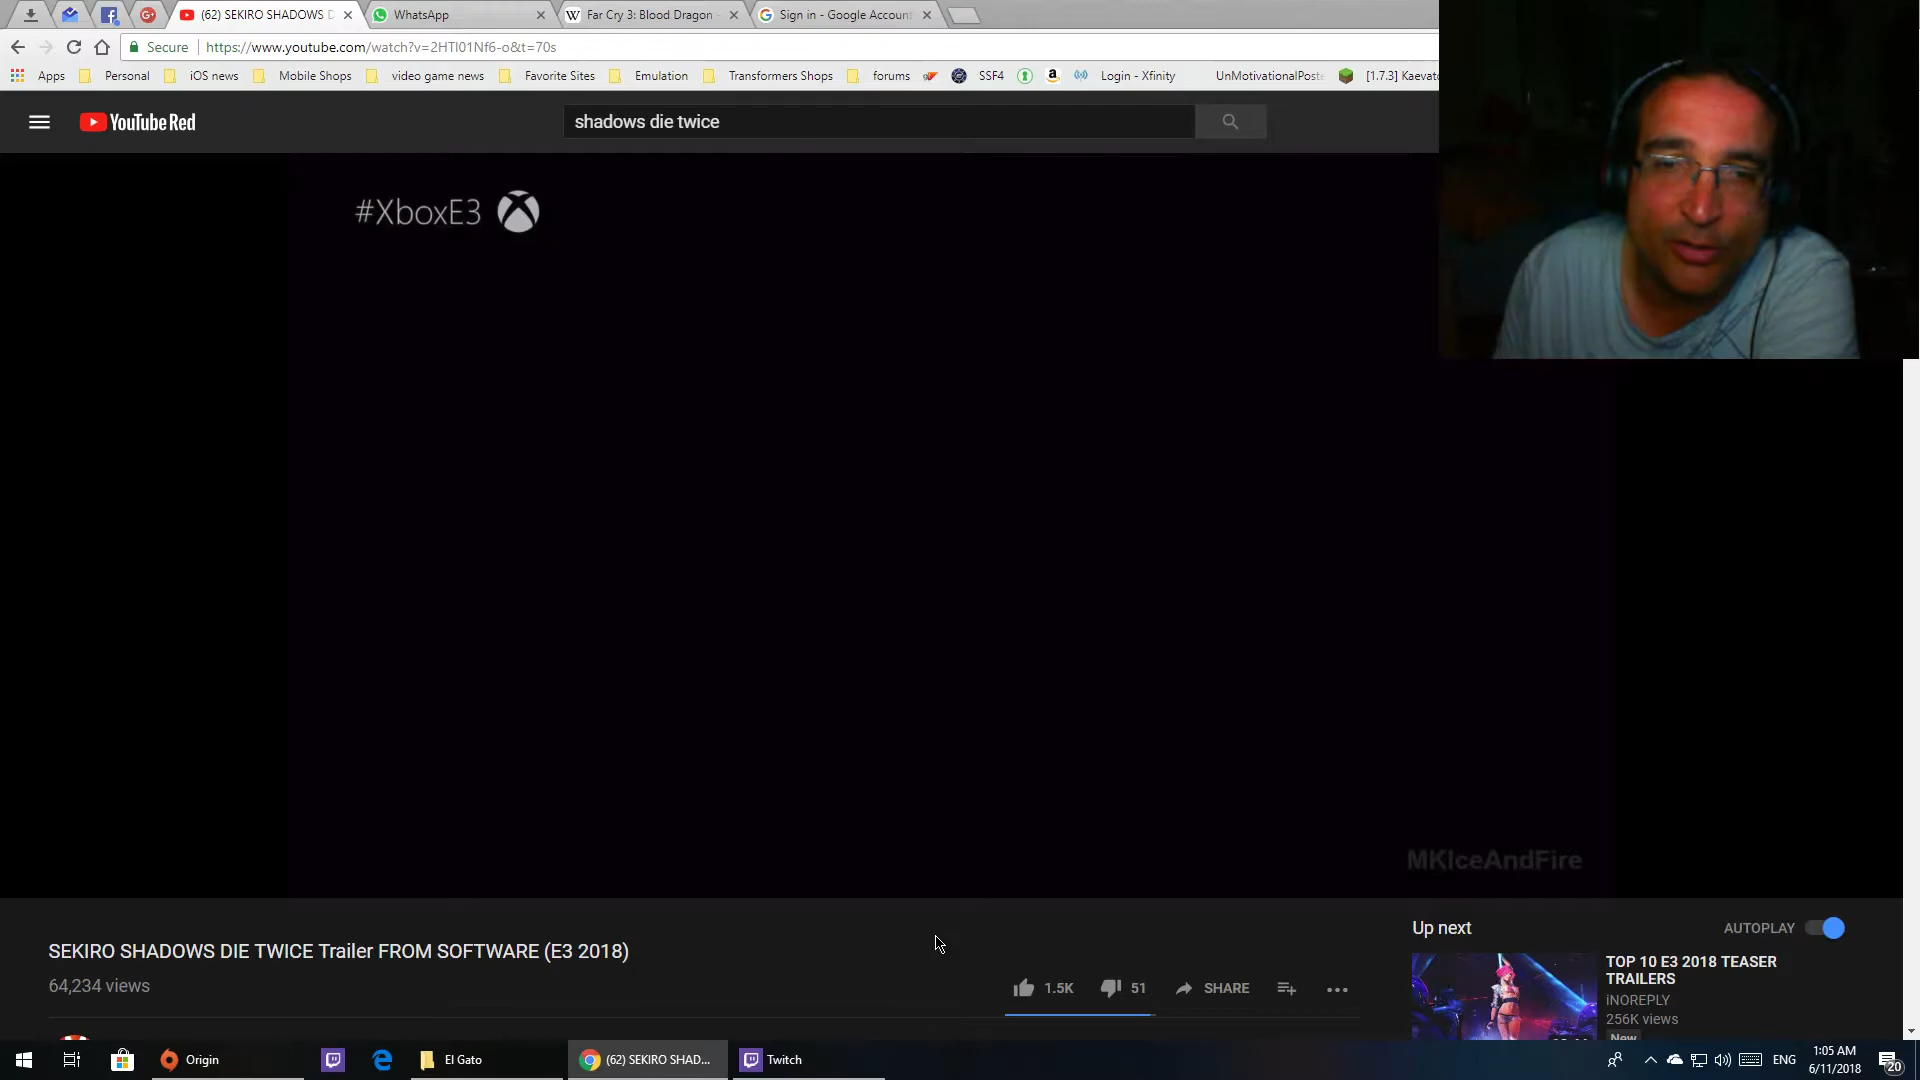 (62) SEKIRO SHADOWS D
WhatsApp
Far Cry 3: Blood Dragon -
Sign in - Google Account
Secure
https://www.youtube.com/watch?v=2HTI01Nf6-o&t=70s
Apps
Personal
iOS news
Mobile Shops
video game news
Favorite Sites
Emulation
Transformers Shops
forums
SSF4
Login - Xfinity
UnMotivationalPoste
[1.7.3] Kaevato
YouTube Red
shadows die twice
#XboxE3
MKIceAndFire
SEKIRO SHADOWS DIE TWICE Trailer FROM SOFTWARE (E3 2018)
64,234 views
1.5K
51
SHARE
Up next
AUTOPLAY
TOP 10 E3 2018 TEASER
TRAILERS
iNOREPLY
256K views
New
Origin
El Gato
(62) SEKIRO SHAD...
Twitch
ENG
1:05 AM
6/11/2018
20